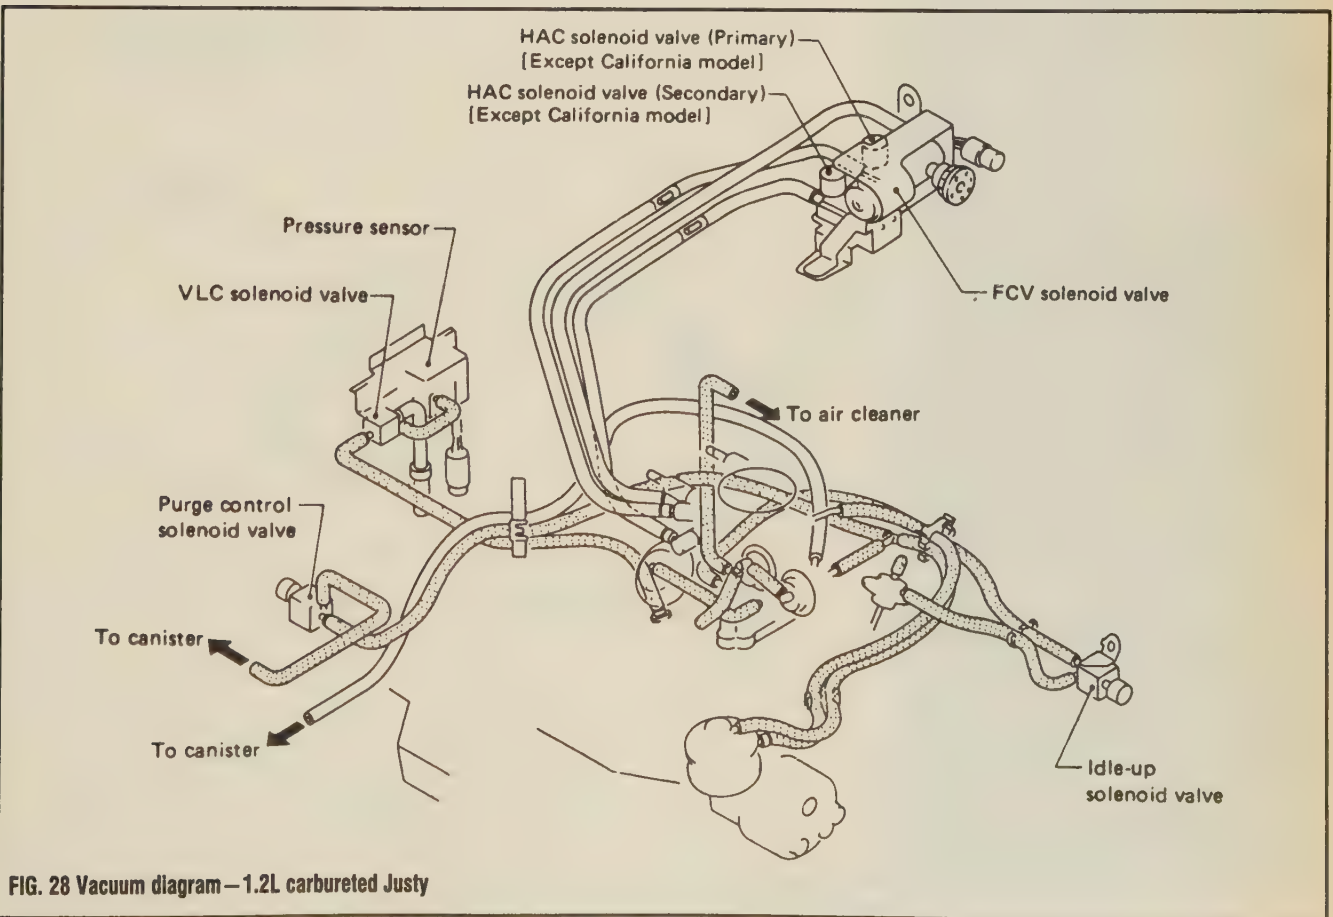 HAC solenoid valve (Primary)
[Except California model]
HAC solenoid valve (Secondary)
[Except California model]
Pressure sensor
VLC solenoid valve
FCV solenoid valve
To air cleaner
Purge control
solenoid valve
To canister
To canister
Idle-up
solenoid valve
FIG. 28 Vacuum diagram—1.2L carbureted Justy